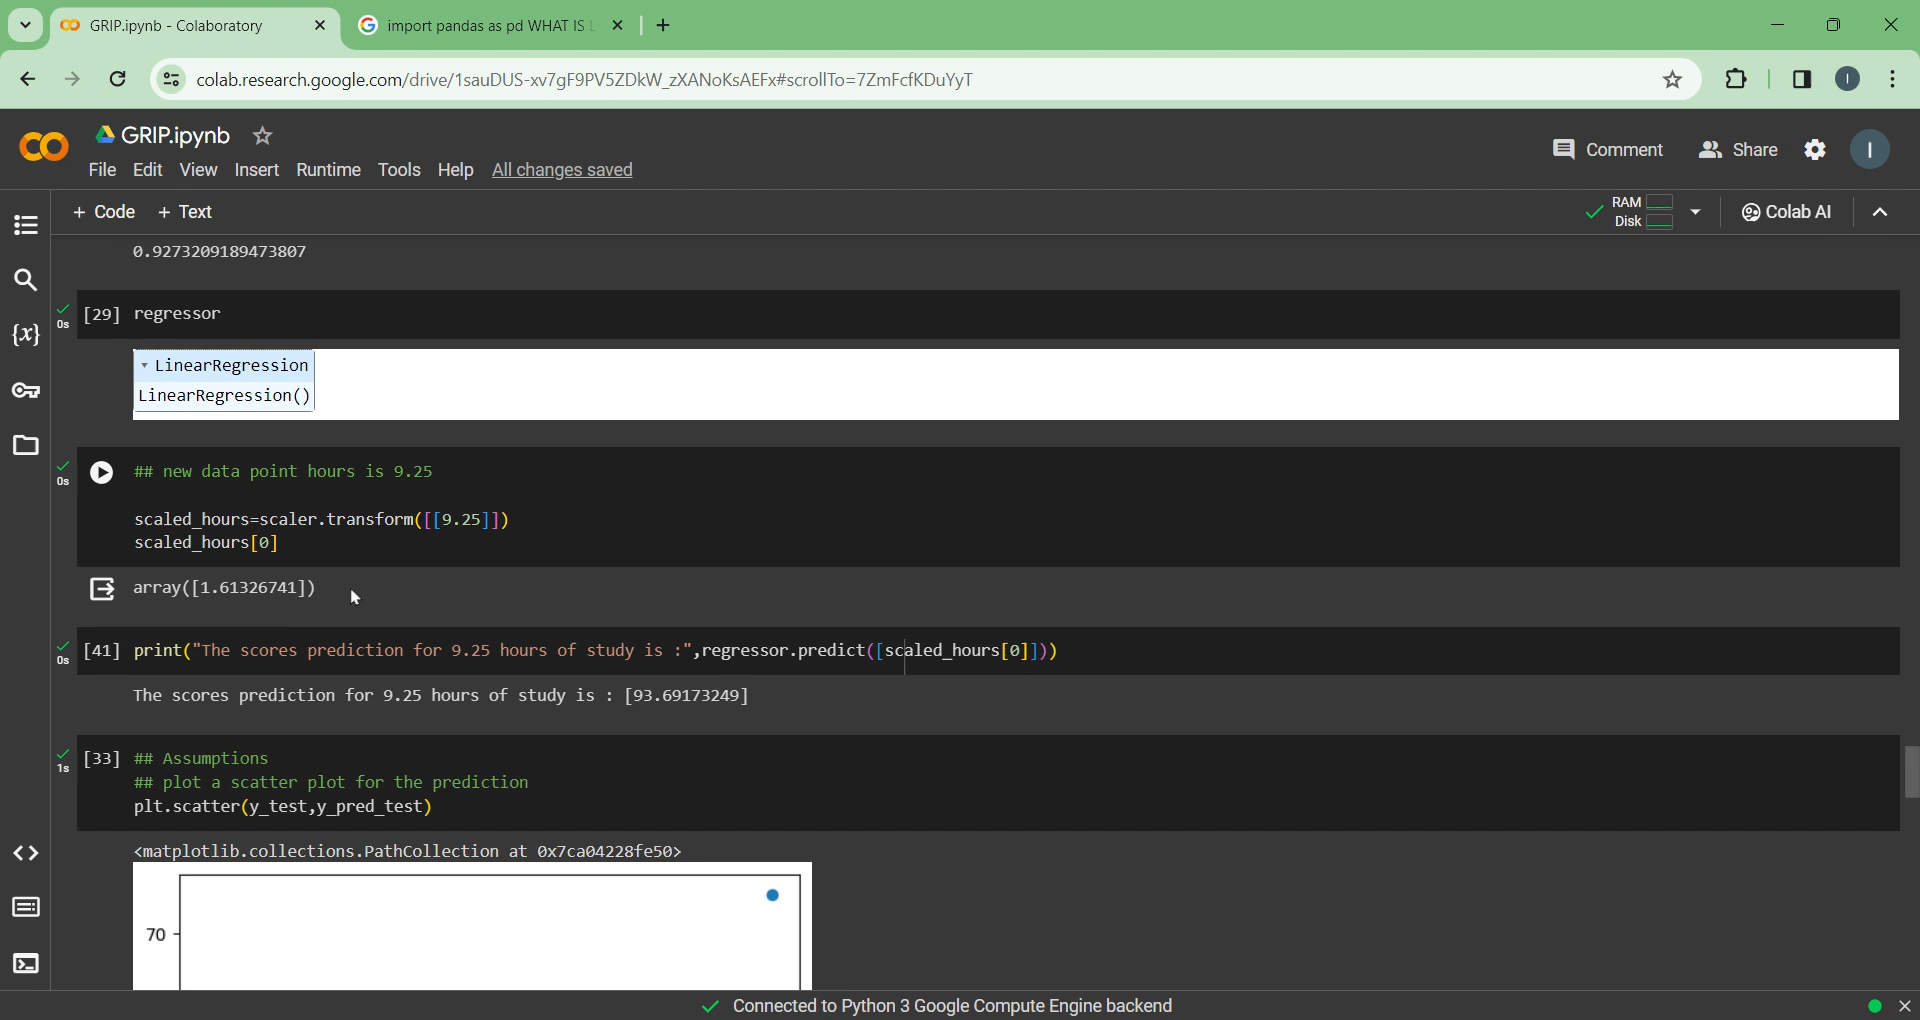 GRIP.ipynb - Colaboratory
import pandas as pd WHAT IS L
colab.research.google.com/drive/1sauDUS-xv7gF9PV5ZDkW_zXANoKsAEFx#scrollTo=7ZmFcfKDuYyT
I
GRIP.ipynb
Comment
Share
I
File Edit View Insert Runtime Tools Help All changes saved
+ Code + Text
RAM
Disk
Colab AI
0.9273209189473807
0s [29] regressor
LinearRegression
LinearRegression()
0s ## new data point hours is 9.25
scaled_hours=scaler.transform([[9.25]])
scaled_hours[0]
array([1.61326741])
0s [41] print("The scores prediction for 9.25 hours of study is :",regressor.predict([scaled_hours[0]]))
The scores prediction for 9.25 hours of study is : [93.69173249]
1s [33] ## Assumptions
## plot a scatter plot for the prediction
plt.scatter(y_test,y_pred_test)
<matplotlib.collections.PathCollection at 0x7ca04228fe50>
70
Connected to Python 3 Google Compute Engine backend